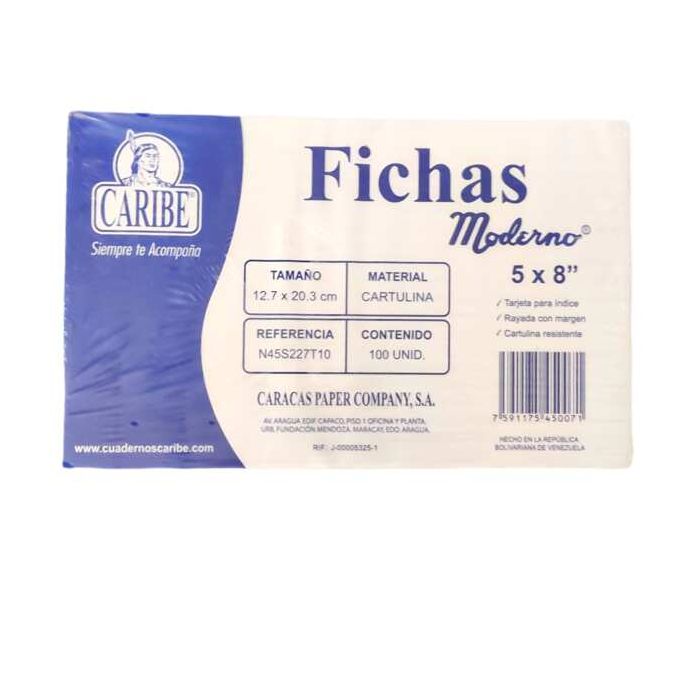 CARIBE®
Siempre te Acompaña
www.cuadernoscaribe.com
Fichas
Moderno®
5 x 8”
TAMAÑO
12.7 x 20.3 cm
MATERIAL
CARTULINA
REFERENCIA
N45S227T10
CONTENIDO
100 UNID.
✓ Tarjeta para índice
✓ Rayada con margen
✓ Cartulina resistente
CARACAS PAPER COMPANY, S.A.
AV. ARAGUA EDIF. CAPACO, PISO 1 OFICINA Y PLANTA.
URB. FUNDACIÓN MENDOZA. MARACAY, EDO. ARAGUA.
RIF: J-00005325-1
7 591175 450071
HECHO EN LA REPÚBLICA
BOLIVARIANA DE VENEZUELA